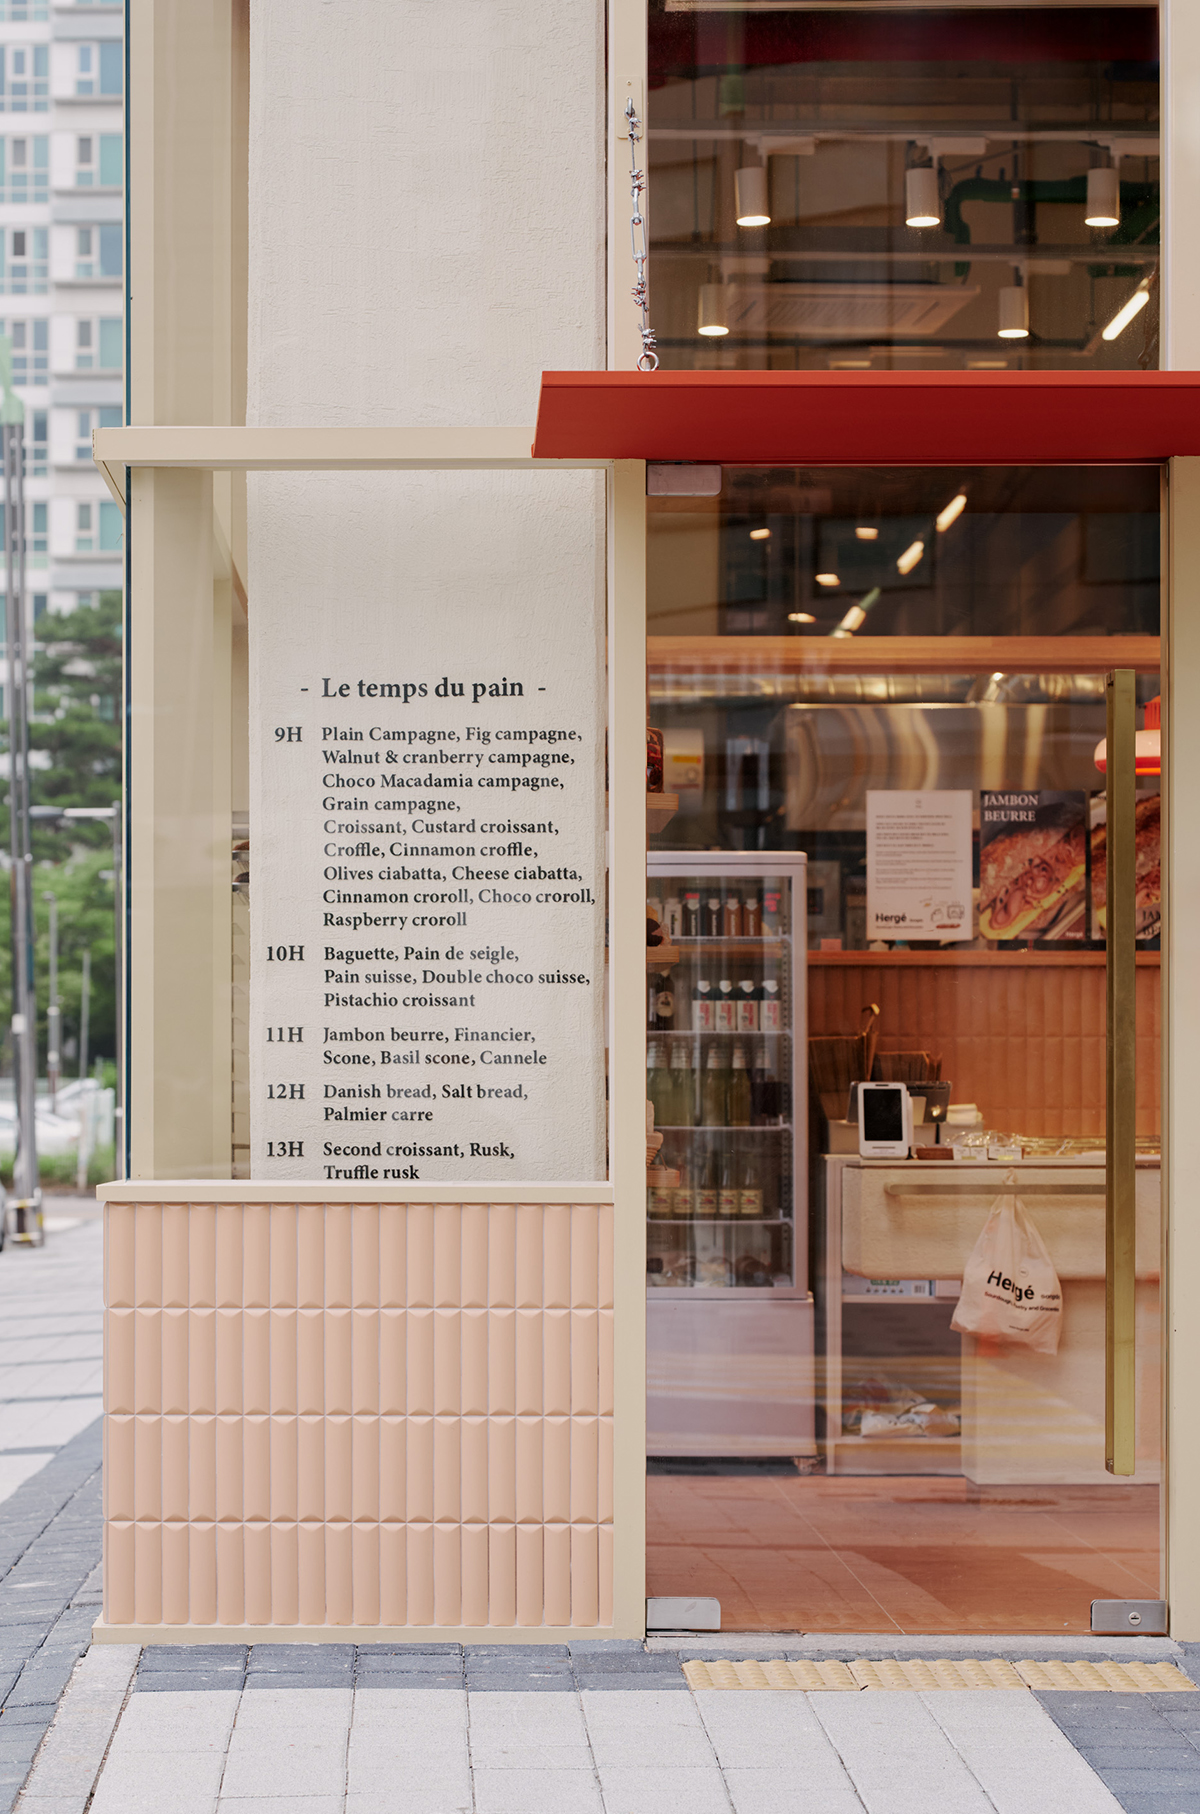 - Le temps du pain -
9H Plain Campagne, Fig campagne,
Walnut & cranberry campagne,
Choco Macadamia campagne,
Grain campagne,
Croissant, Custard croissant,
Croffle, Cinnamon croffle,
Olives ciabatta, Cheese ciabatta,
Cinnamon croroll, Choco croroll,
Raspberry croroll
10H Baguette, Pain de seigle,
Pain suisse, Double choco suisse,
Pistachio croissant
11H Jambon beurre, Financier,
Scone, Basil scone, Cannele
12H Danish bread, Salt bread,
Palmier carre
13H Second croissant, Rusk,
Truffle rusk
JAMBON
BEURRE
Hergé
Hergé
Hergé